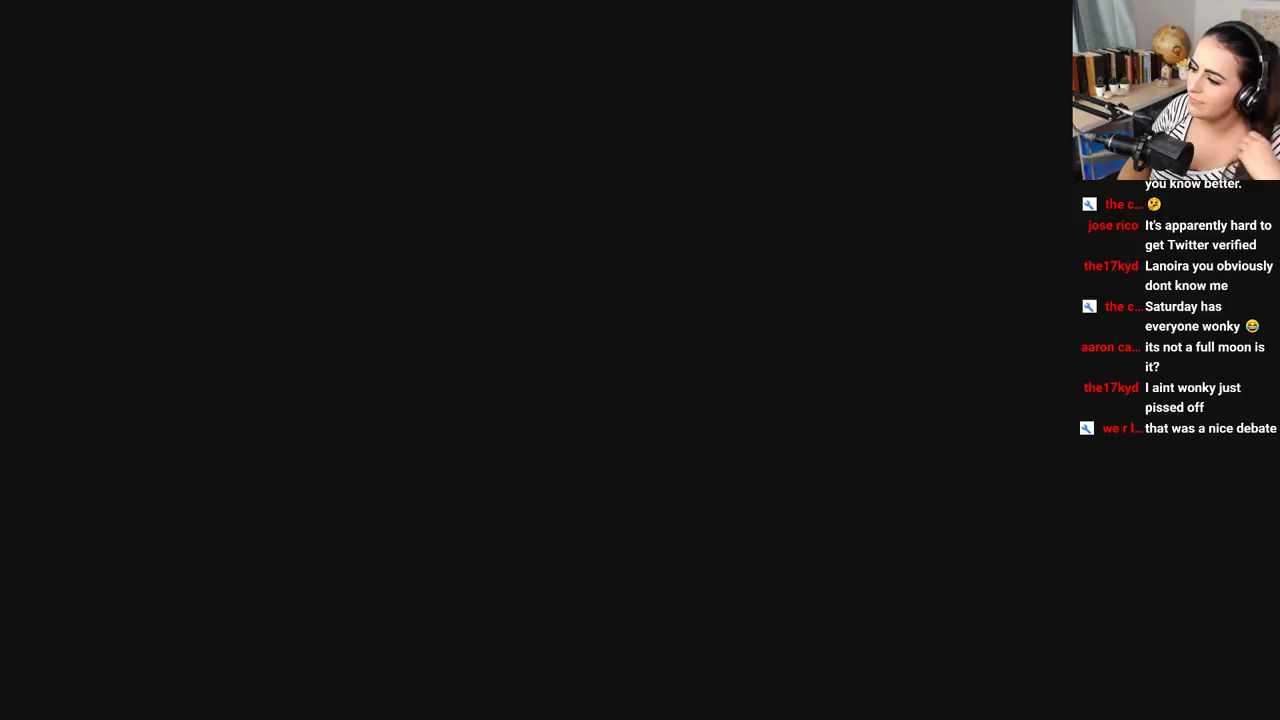 you know better.
the c... 🤔
jose rico It's apparently hard to
get Twitter verified
the17kyd Lanoira you obviously
dont know me
the c... Saturday has
everyone wonky 😂
aaron ca... its not a full moon is
it?
the17kyd I aint wonky just
pissed off
we r l... that was a nice debate